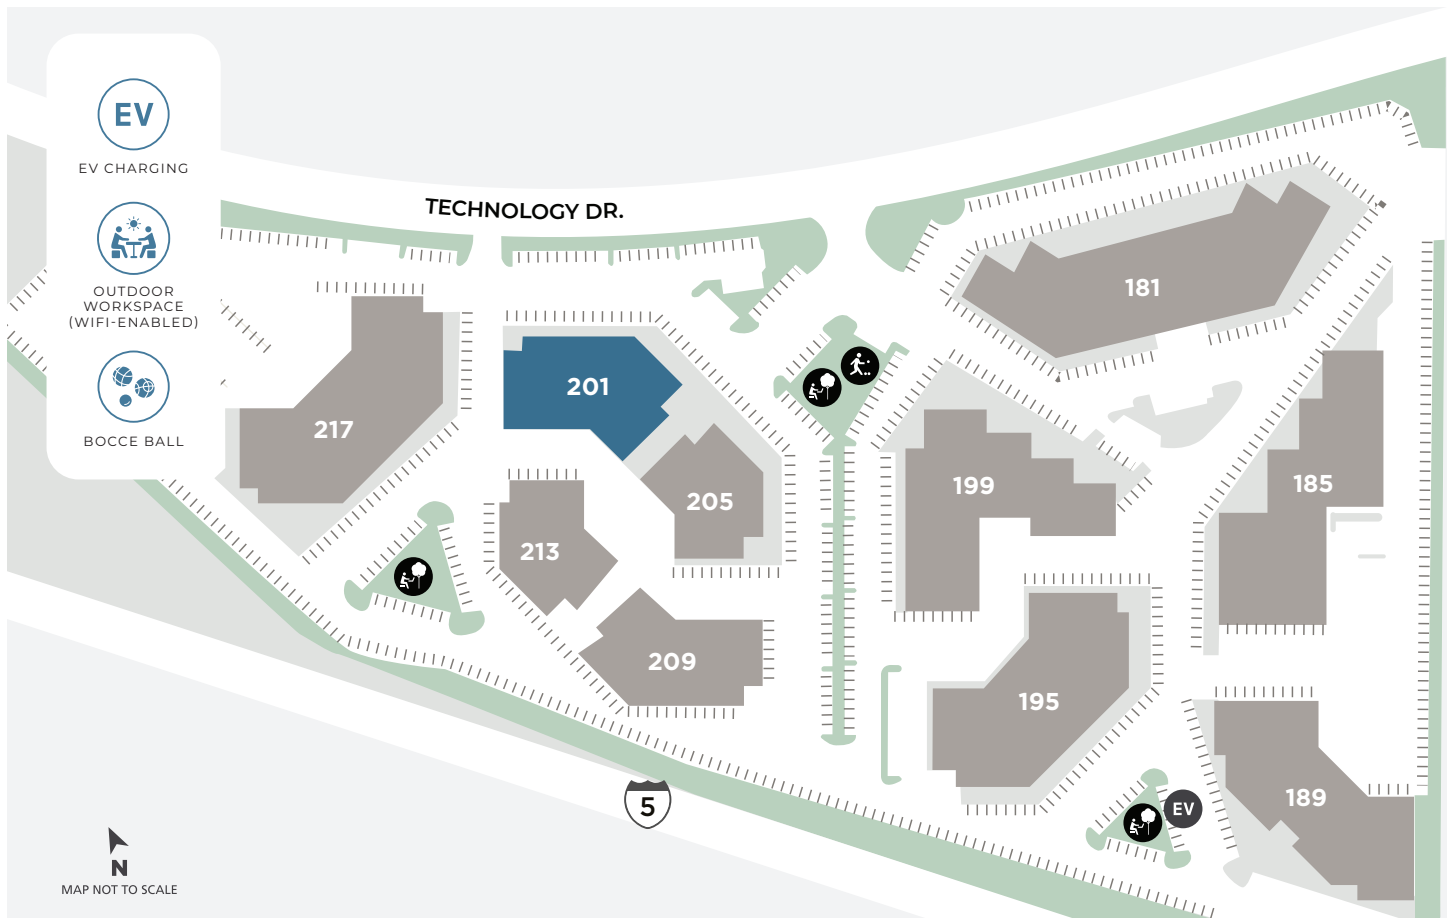 EV
EV CHARGING
OUTDOOR
WORKSPACE
(WIFI-ENABLED)
BOCCE BALL
TECHNOLOGY DR.
181
201
217
185
199
205
213
209
195
189
EV
5
N
MAP NOT TO SCALE